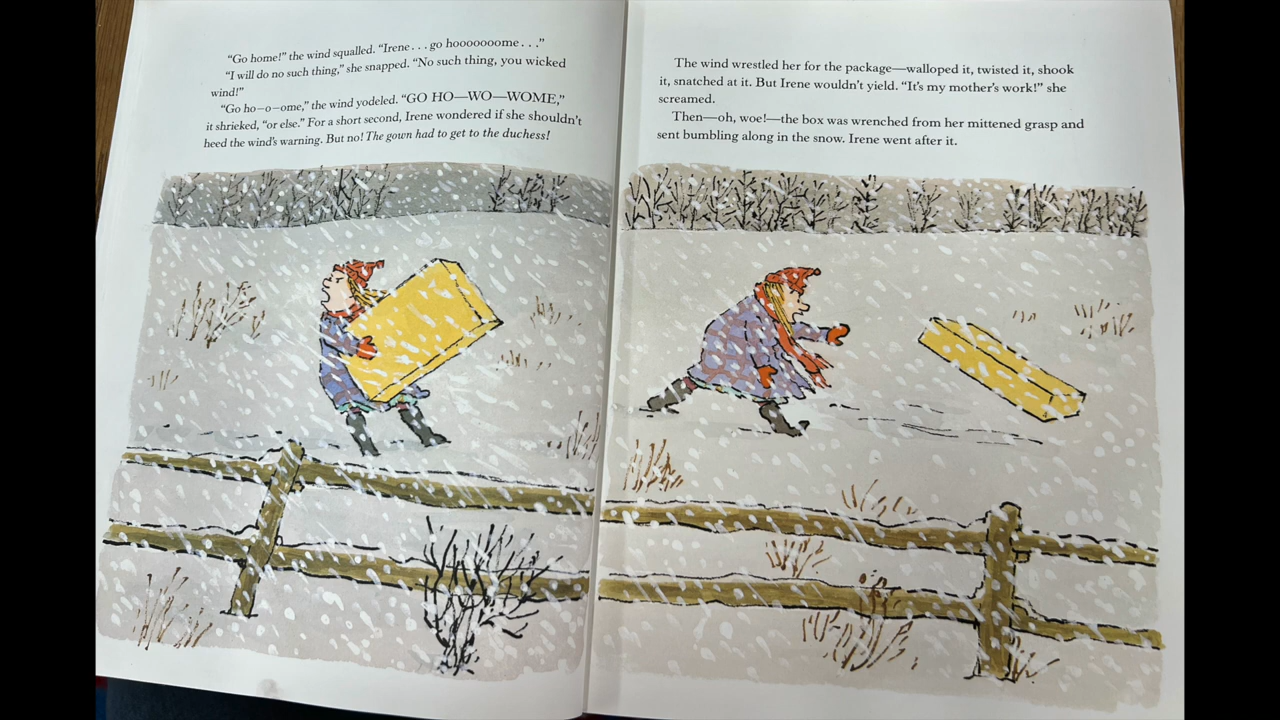 “Go home!” the wind squalled. “Irene . . . go hooooooome . . .”
“I will do no such thing,” she snapped. “No such thing, you wicked
wind!”
“Go ho—o—ome,” the wind yodeled. “GO HO—WO—WOME,”
it shrieked, “or else.” For a short second, Irene wondered if she shouldn’t
heed the wind’s warning. But no! The gown had to get to the duchess!
The wind wrestled her for the package—walloped it, twisted it, shook
it, snatched at it. But Irene wouldn’t yield. “It’s my mother’s work!” she
screamed.
Then—oh, woe!—the box was wrenched from her mittened grasp and
sent bumbling along in the snow. Irene went after it.